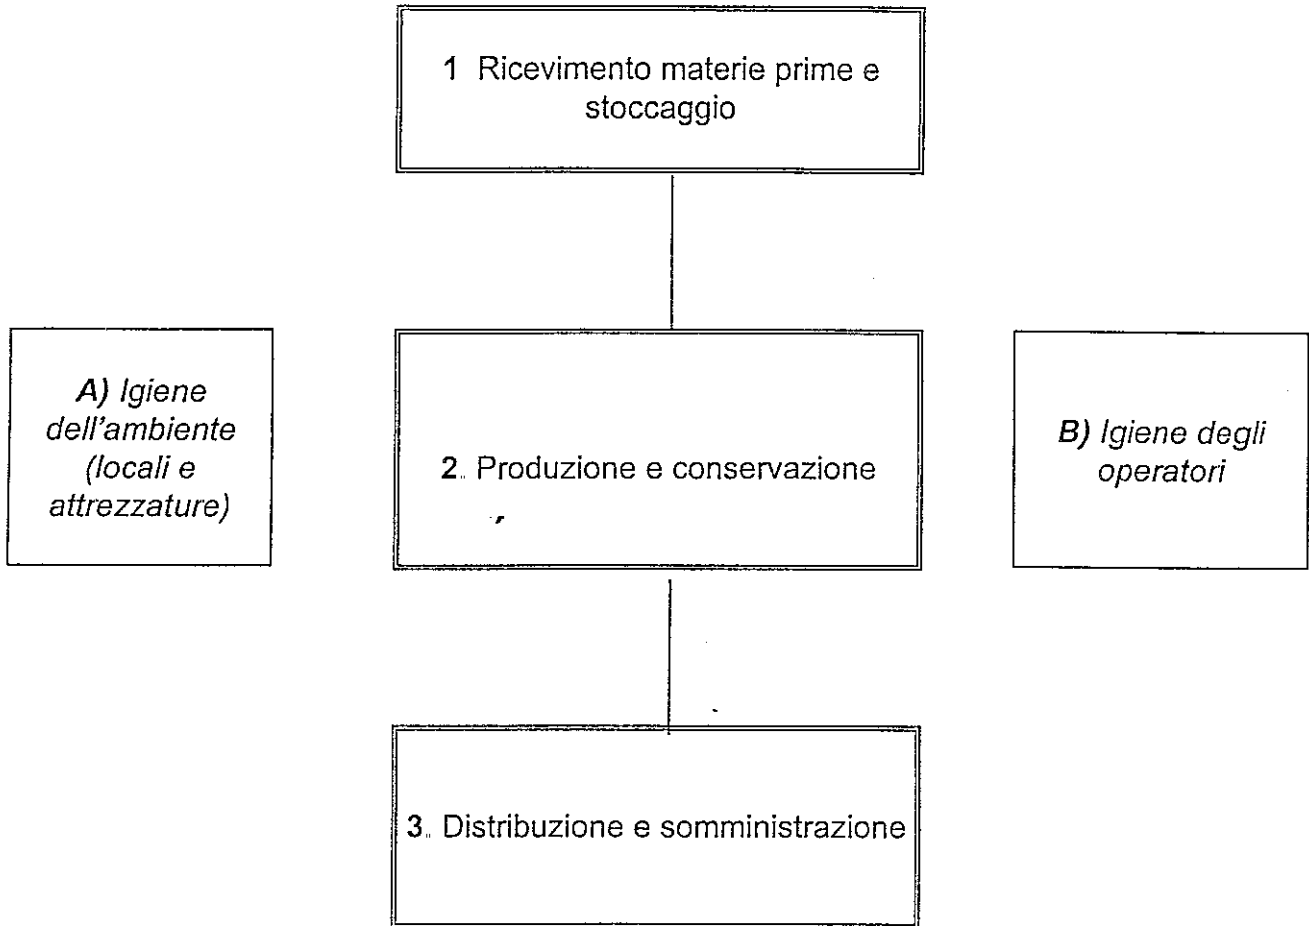 1 Ricevimento materie prime e
stoccaggio
A) Igiene
dell'ambiente
(locali e
attrezzature)
2. Produzione e conservazione
B) Igiene degli
operatori
3. Distribuzione e somministrazione